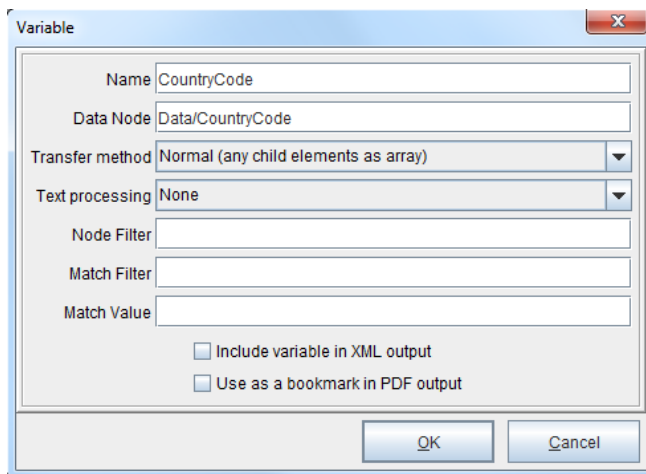 Variable
Name CountryCode
Data Node Data/CountryCode
Transfer method Normal (any child elements as array)
Text processing None
Node Filter
Match Filter
Match Value
Include variable in XML output
Use as a bookmark in PDF output
OK Cancel